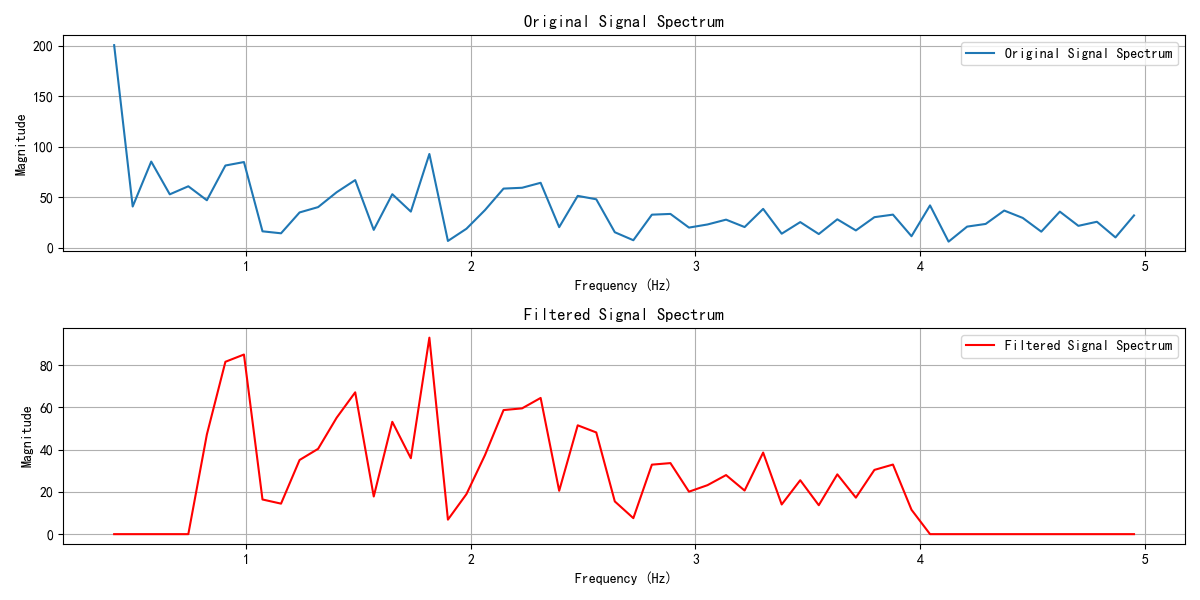 Original Signal Spectrum
200
150
100
50
0
Magnitude
Original Signal Spectrum
1 2 3 4 5
Frequency (Hz)
Filtered Signal Spectrum
80
60
40
20
0
Magnitude
Filtered Signal Spectrum
1 2 3 4 5
Frequency (Hz)